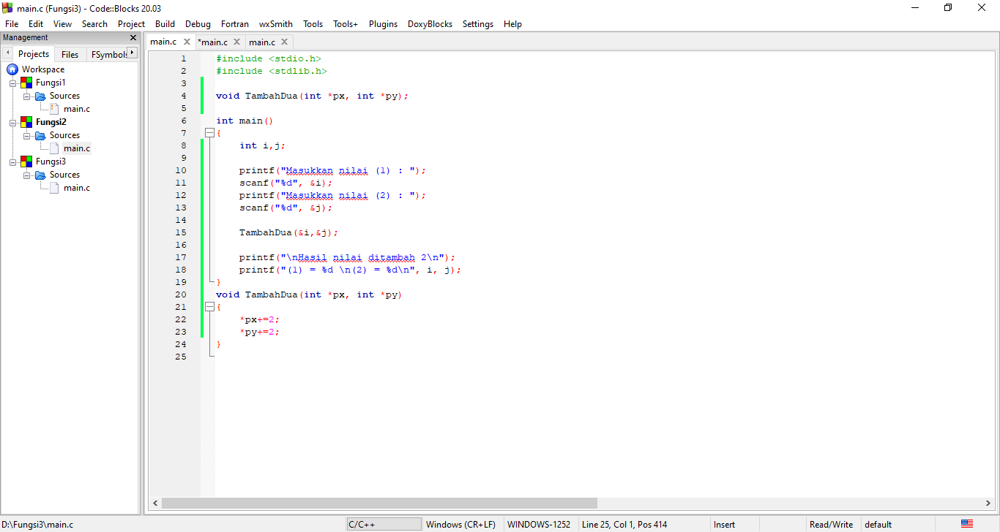 main.c (Fungsi3) - Code::Blocks 20.03
File Edit View Search Project Build Debug Fortran wxSmith Tools Tools+ Plugins DoxyBlocks Settings Help
Management
Projects Files FSymbols
Workspace
Fungsi1
Sources
main.c
Fungsi2
Sources
main.c
Fungsi3
Sources
main.c
main.c *main.c main.c
1 #include <stdio.h>
2 #include <stdlib.h>
3
4 void TambahDua(int *px, int *py);
5
6 int main()
7 {
8 int i,j;
9
10 printf("Masukkan nilai (1) : ");
11 scanf("%d", &i);
12 printf("Masukkan nilai (2) : ");
13 scanf("%d", &j);
14
15 TambahDua(&i,&j);
16
17 printf("\nHasil nilai ditambah 2\n");
18 printf("(1) = %d \n(2) = %d\n", i, j);
19 }
20 void TambahDua(int *px, int *py)
21 {
22 *px+=2;
23 *py+=2;
24 }
25
D:\Fungsi3\main.c C/C++ Windows (CR+LF) WINDOWS-1252 Line 25, Col 1, Pos 414 Insert Read/Write default